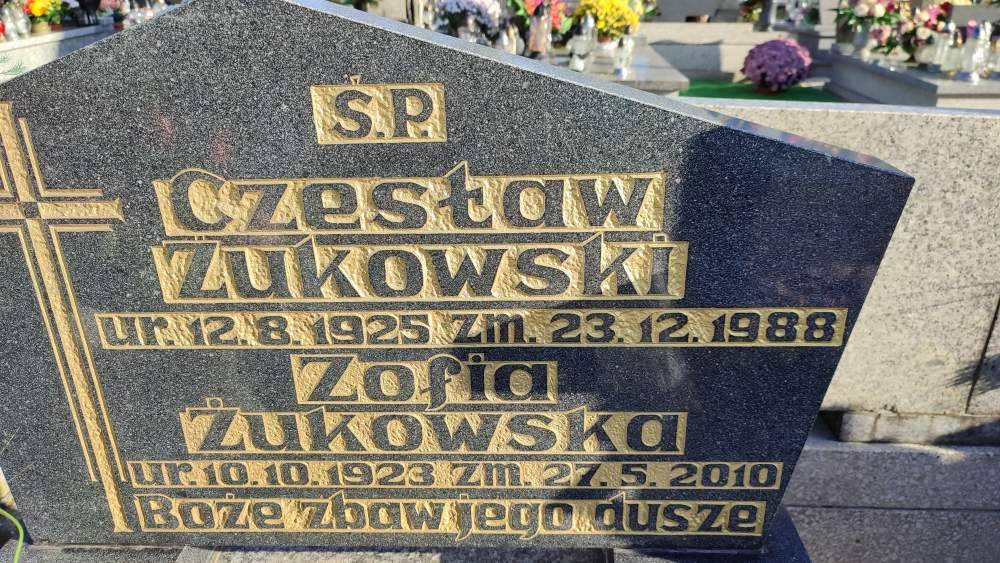 Ś.P.
Czesław
Żukowski
ur. 12. 8. 1925 zm. 23. 12. 1988
Zofia
Żukowska
ur. 10. 10. 1923 zm. 27. 5. 2010
Boże zbaw jego dusze